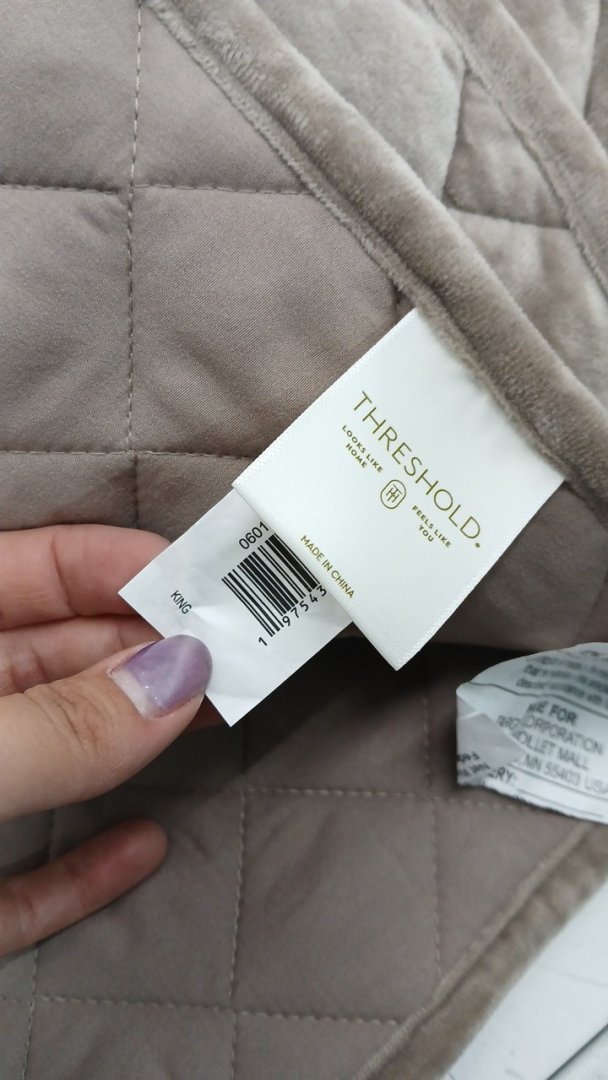 THRESHOLD.
LOOKS LIKE
HOME
FEELS LIKE
YOU
MADE IN CHINA
0601
KING
1 97543
FOR
CORPORATION
MALL
MN 55403 USA